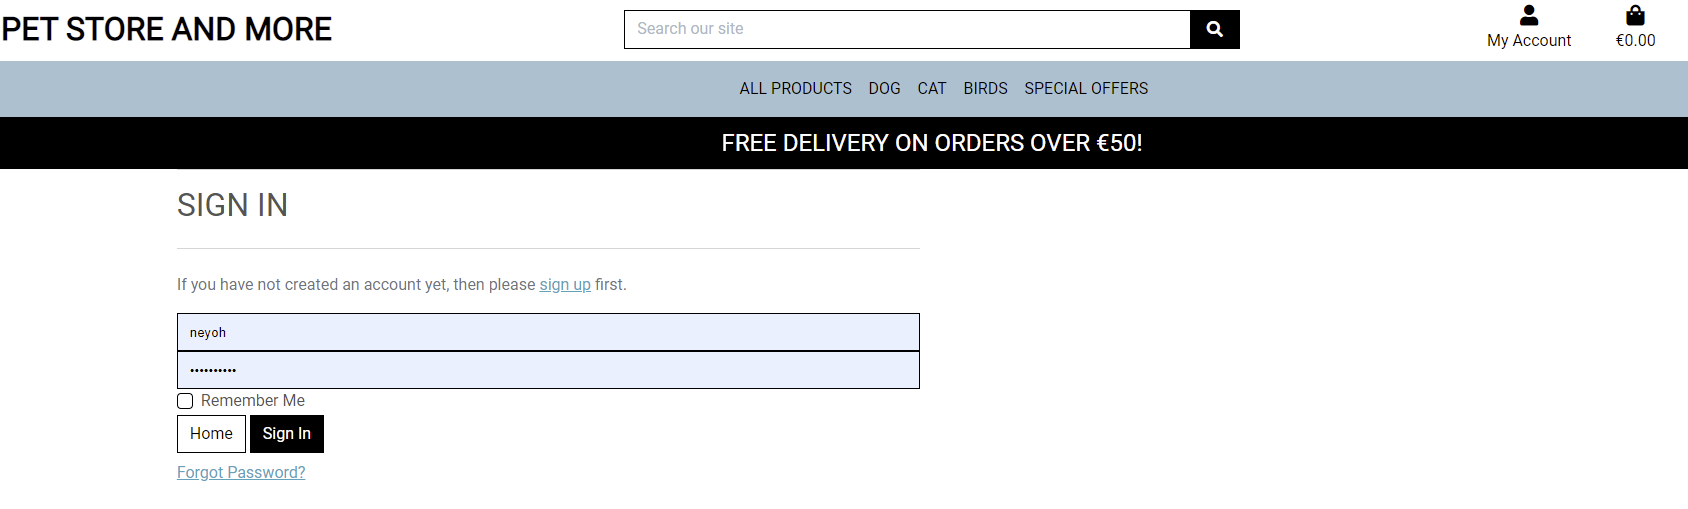 PET STORE AND MORE
Search our site
My Account
€0.00
ALL PRODUCTS DOG CAT BIRDS SPECIAL OFFERS
FREE DELIVERY ON ORDERS OVER €50!
SIGN IN
If you have not created an account yet, then please sign up first.
neyoh
••••••••••
Remember Me
Home Sign In
Forgot Password?